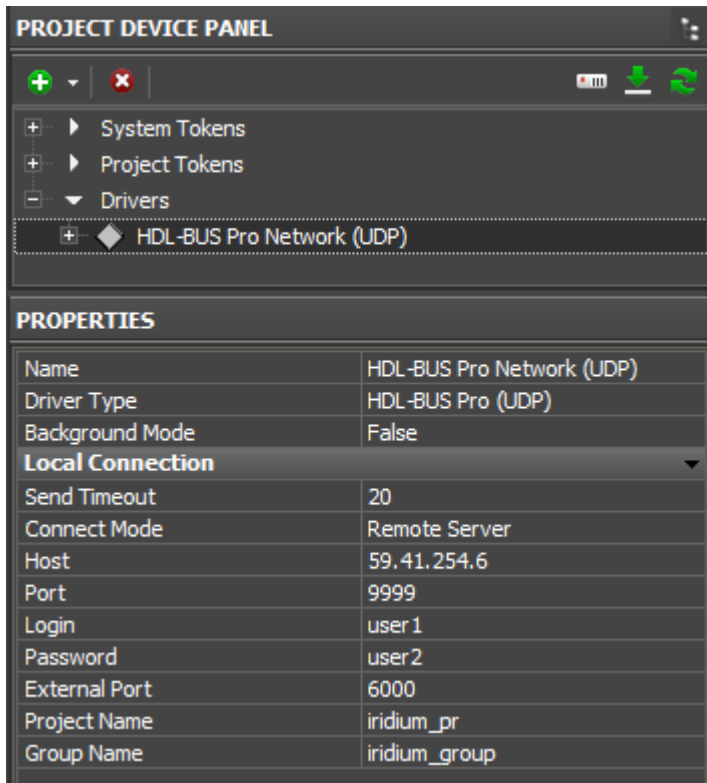 PROJECT DEVICE PANEL
System Tokens
Project Tokens
Drivers
HDL-BUS Pro Network (UDP)
PROPERTIES
Name HDL-BUS Pro Network (UDP)
Driver Type HDL-BUS Pro (UDP)
Background Mode False
Local Connection
Send Timeout 20
Connect Mode Remote Server
Host 59.41.254.6
Port 9999
Login user1
Password user2
External Port 6000
Project Name iridium_pr
Group Name iridium_group